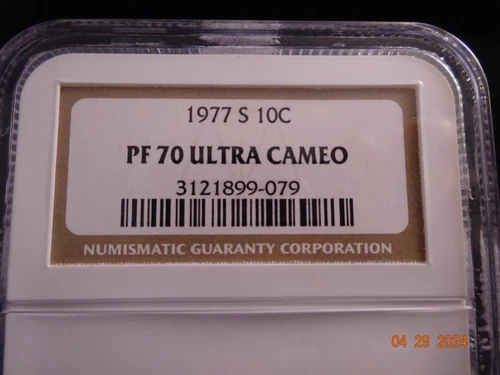 1977 S 10C
PF 70 ULTRA CAMEO
3121899-079
NUMISMATIC GUARANTY CORPORATION
04 29 2024